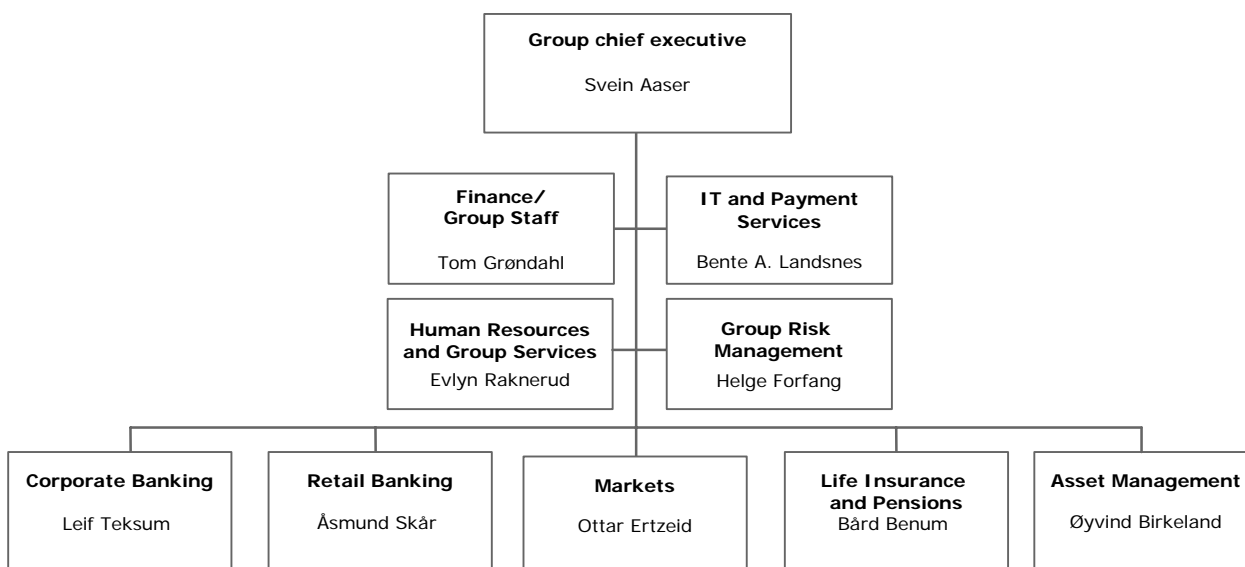 Group chief executive
Svein Aaser
Finance/
Group Staff
Tom Grøndahl
IT and Payment
Services
Bente A. Landsnes
Human Resources
and Group Services
Evlyn Raknerud
Group Risk
Management
Helge Forfang
Corporate Banking
Leif Teksum
Retail Banking
Åsmund Skår
Markets
Ottar Ertzeid
Life Insurance
and Pensions
Bård Benum
Asset Management
Øyvind Birkeland